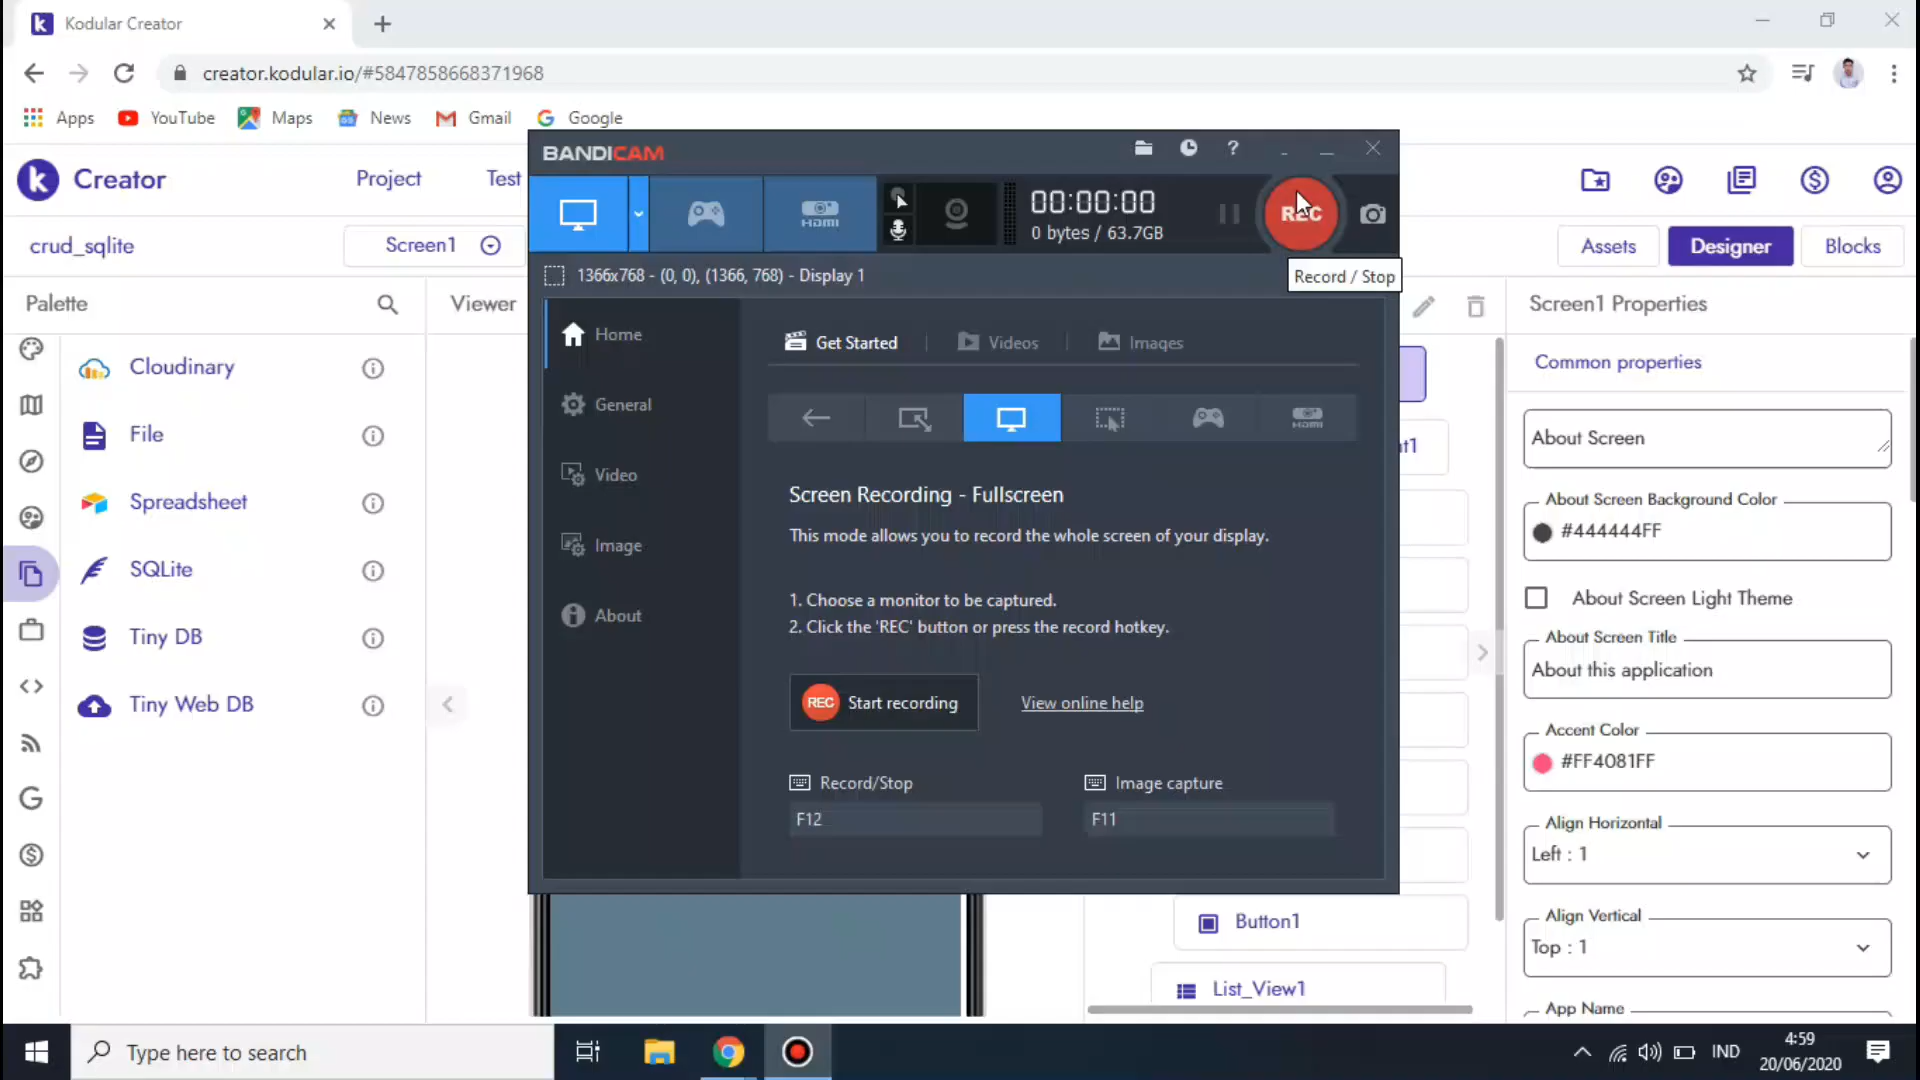 Kodular Creator
creator.kodular.io/#5847858668371968
Apps
YouTube
Maps
News
Gmail
Google
Creator
Project
Test
crud_sqlite
Screen1
Assets
Designer
Blocks
Palette
Viewer
Cloudinary
File
Spreadsheet
SQLite
Tiny DB
Tiny Web DB
BANDICAM
HDMI
00:00:00
0 bytes / 63.7GB
REC
Record / Stop
1366x768 - (0, 0), (1366, 768) - Display 1
Home
General
Video
Image
About
Get Started
Videos
Images
HDMI
Screen Recording - Fullscreen
This mode allows you to record the whole screen of your display.
1. Choose a monitor to be captured.
2. Click the 'REC' button or press the record hotkey.
REC Start recording
View online help
Record/Stop
F12
Image capture
F11
Button1
List_View1
Screen1 Properties
Common properties
About Screen
About Screen Background Color
#444444FF
About Screen Light Theme
About Screen Title
About this application
Accent Color
#FF4081FF
Align Horizontal
Left : 1
Align Vertical
Top : 1
App Name
Type here to search
IND
4:59
20/06/2020